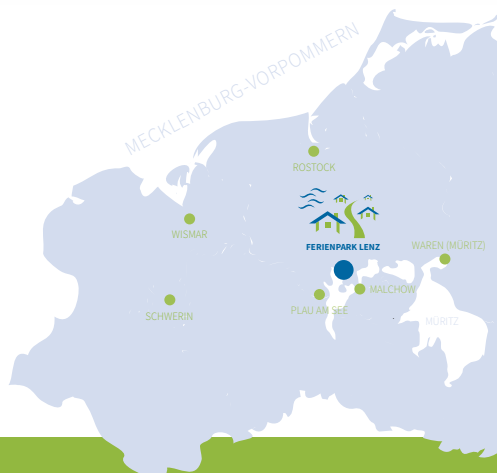 MECKLENBURG-VORPOMMERN
ROSTOCK
WISMAR
FERIENPARK LENZ
WAREN (MÜRITZ)
MALCHOW
PLAU AM SEE
SCHWERIN
MÜRITZ